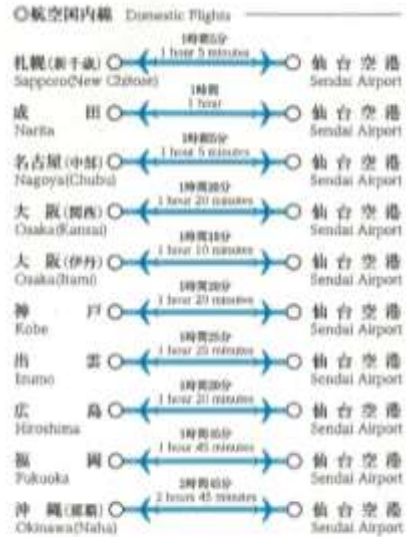 〇航空国内線 Domestic Flights
1時間5分
札幌(新千歳) 1 hour 5 minutes 仙台空港
Sapporo(New Chitose) Sendai Airport
1時間
成田 1 hour 仙台空港
Narita Sendai Airport
1時間5分
名古屋(中部) 1 hour 5 minutes 仙台空港
Nagoya(Chubu) Sendai Airport
1時間20分
大阪(関西) 1 hour 20 minutes 仙台空港
Osaka(Kansai) Sendai Airport
1時間10分
大阪(伊丹) 1 hour 10 minutes 仙台空港
Osaka(Itami) Sendai Airport
1時間20分
神戸 1 hour 20 minutes 仙台空港
Kobe Sendai Airport
1時間25分
出雲 1 hour 25 minutes 仙台空港
Izumo Sendai Airport
1時間20分
広島 1 hour 20 minutes 仙台空港
Hiroshima Sendai Airport
1時間45分
福岡 1 hour 45 minutes 仙台空港
Fukuoka Sendai Airport
2時間45分
沖縄(那覇) 2 hours 45 minutes 仙台空港
Okinawa(Naha) Sendai Airport